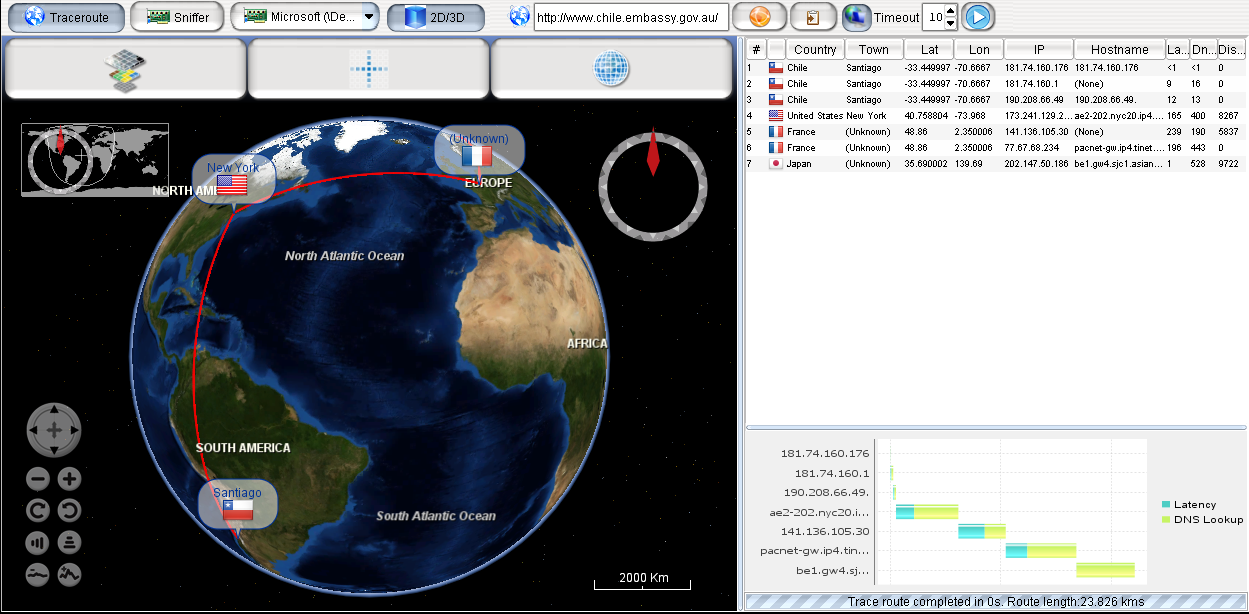 Traceroute Sniffer Microsoft (\De... 2D/3D http://www.chile.embassy.gov.au/ Timeout 10
# Country Town Lat Lon IP Hostname La... Dn... Dis...
1 Chile Santiago -33.449997 -70.6667 181.74.160.176 181.74.160.176 <1 <1 0
2 Chile Santiago -33.449997 -70.6667 181.74.160.1 (None) 9 16 0
3 Chile Santiago -33.449997 -70.6667 190.208.66.49 190.208.66.49. 12 13 0
4 United States New York 40.758804 -73.968 173.241.129.2... ae2-202.nyc20.ip4.... 165 400 8267
5 France (Unknown) 48.86 2.350006 141.136.105.30 (None) 239 190 5837
6 France (Unknown) 48.86 2.350006 77.67.68.234 pacnet-gw.ip4.tinet.... 196 443 0
7 Japan (Unknown) 35.690002 139.69 202.147.50.186 be1.gw4.sjc1.asian... 1 528 9722
(Unknown)
New York
EUROPE
NORTH AM
North Atlantic Ocean
AFRICA
SOUTH AMERICA
Santiago
South Atlantic Ocean
2000 Km
181.74.160.176
181.74.160.1
190.208.66.49.
ae2-202.nyc20.i...
141.136.105.30
pacnet-gw.ip4.tin...
be1.gw4.sj...
Latency
DNS Lookup
Trace route completed in 0s. Route length:23,826 kms